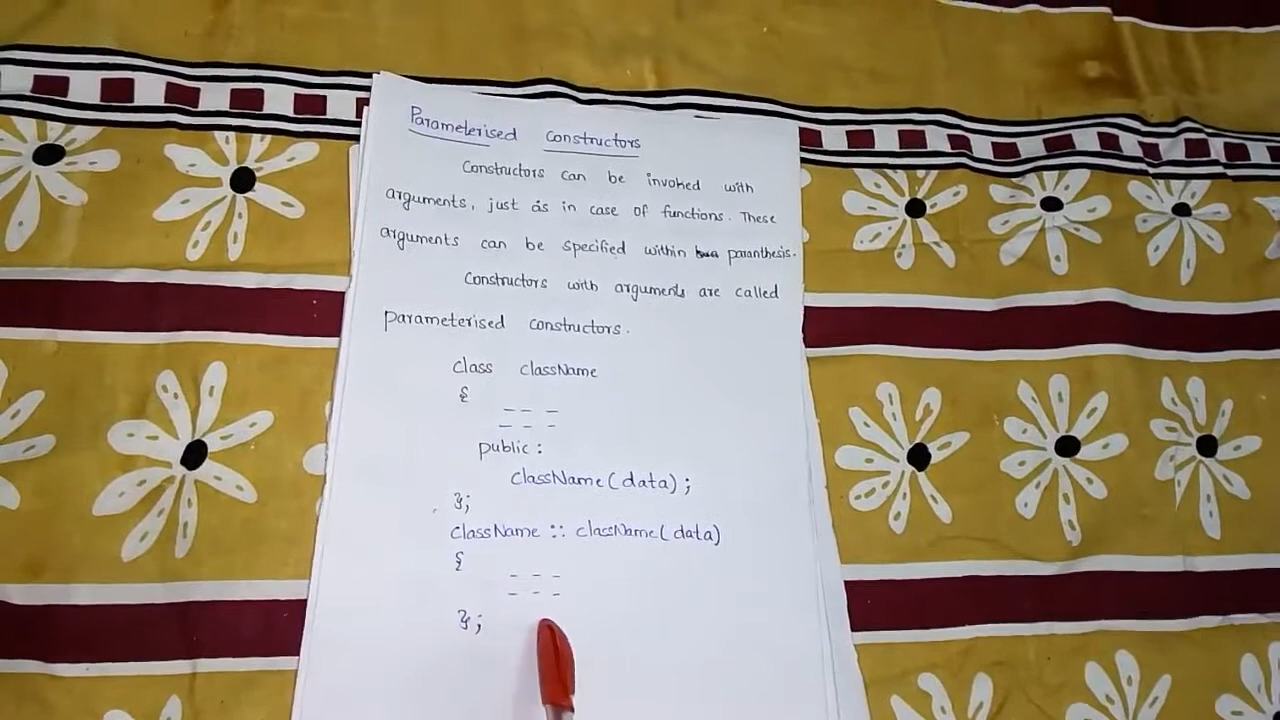 Parameterised constructors
Constructors can be invoked with
arguments, just as in case of functions. These
arguments can be specified within paranthesis.
Constructors with arguments are called
parameterised constructors.
class className
{
- - -
- - -
public :
className(data);
};
className :: className(data)
{
- - -
- - -
};